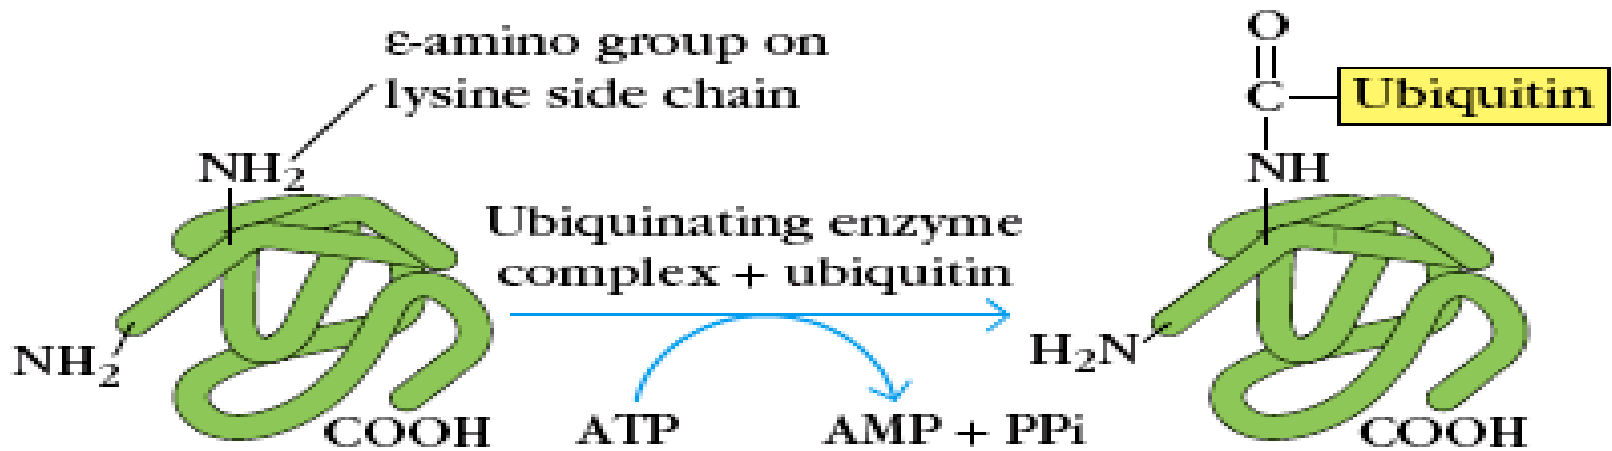 ε-amino group on
lysine side chain
NH₂
NH₂
COOH
Ubiquinating enzyme
complex + ubiquitin
ATP
AMP + PPi
O
C
Ubiquitin
NH
H₂N
COOH